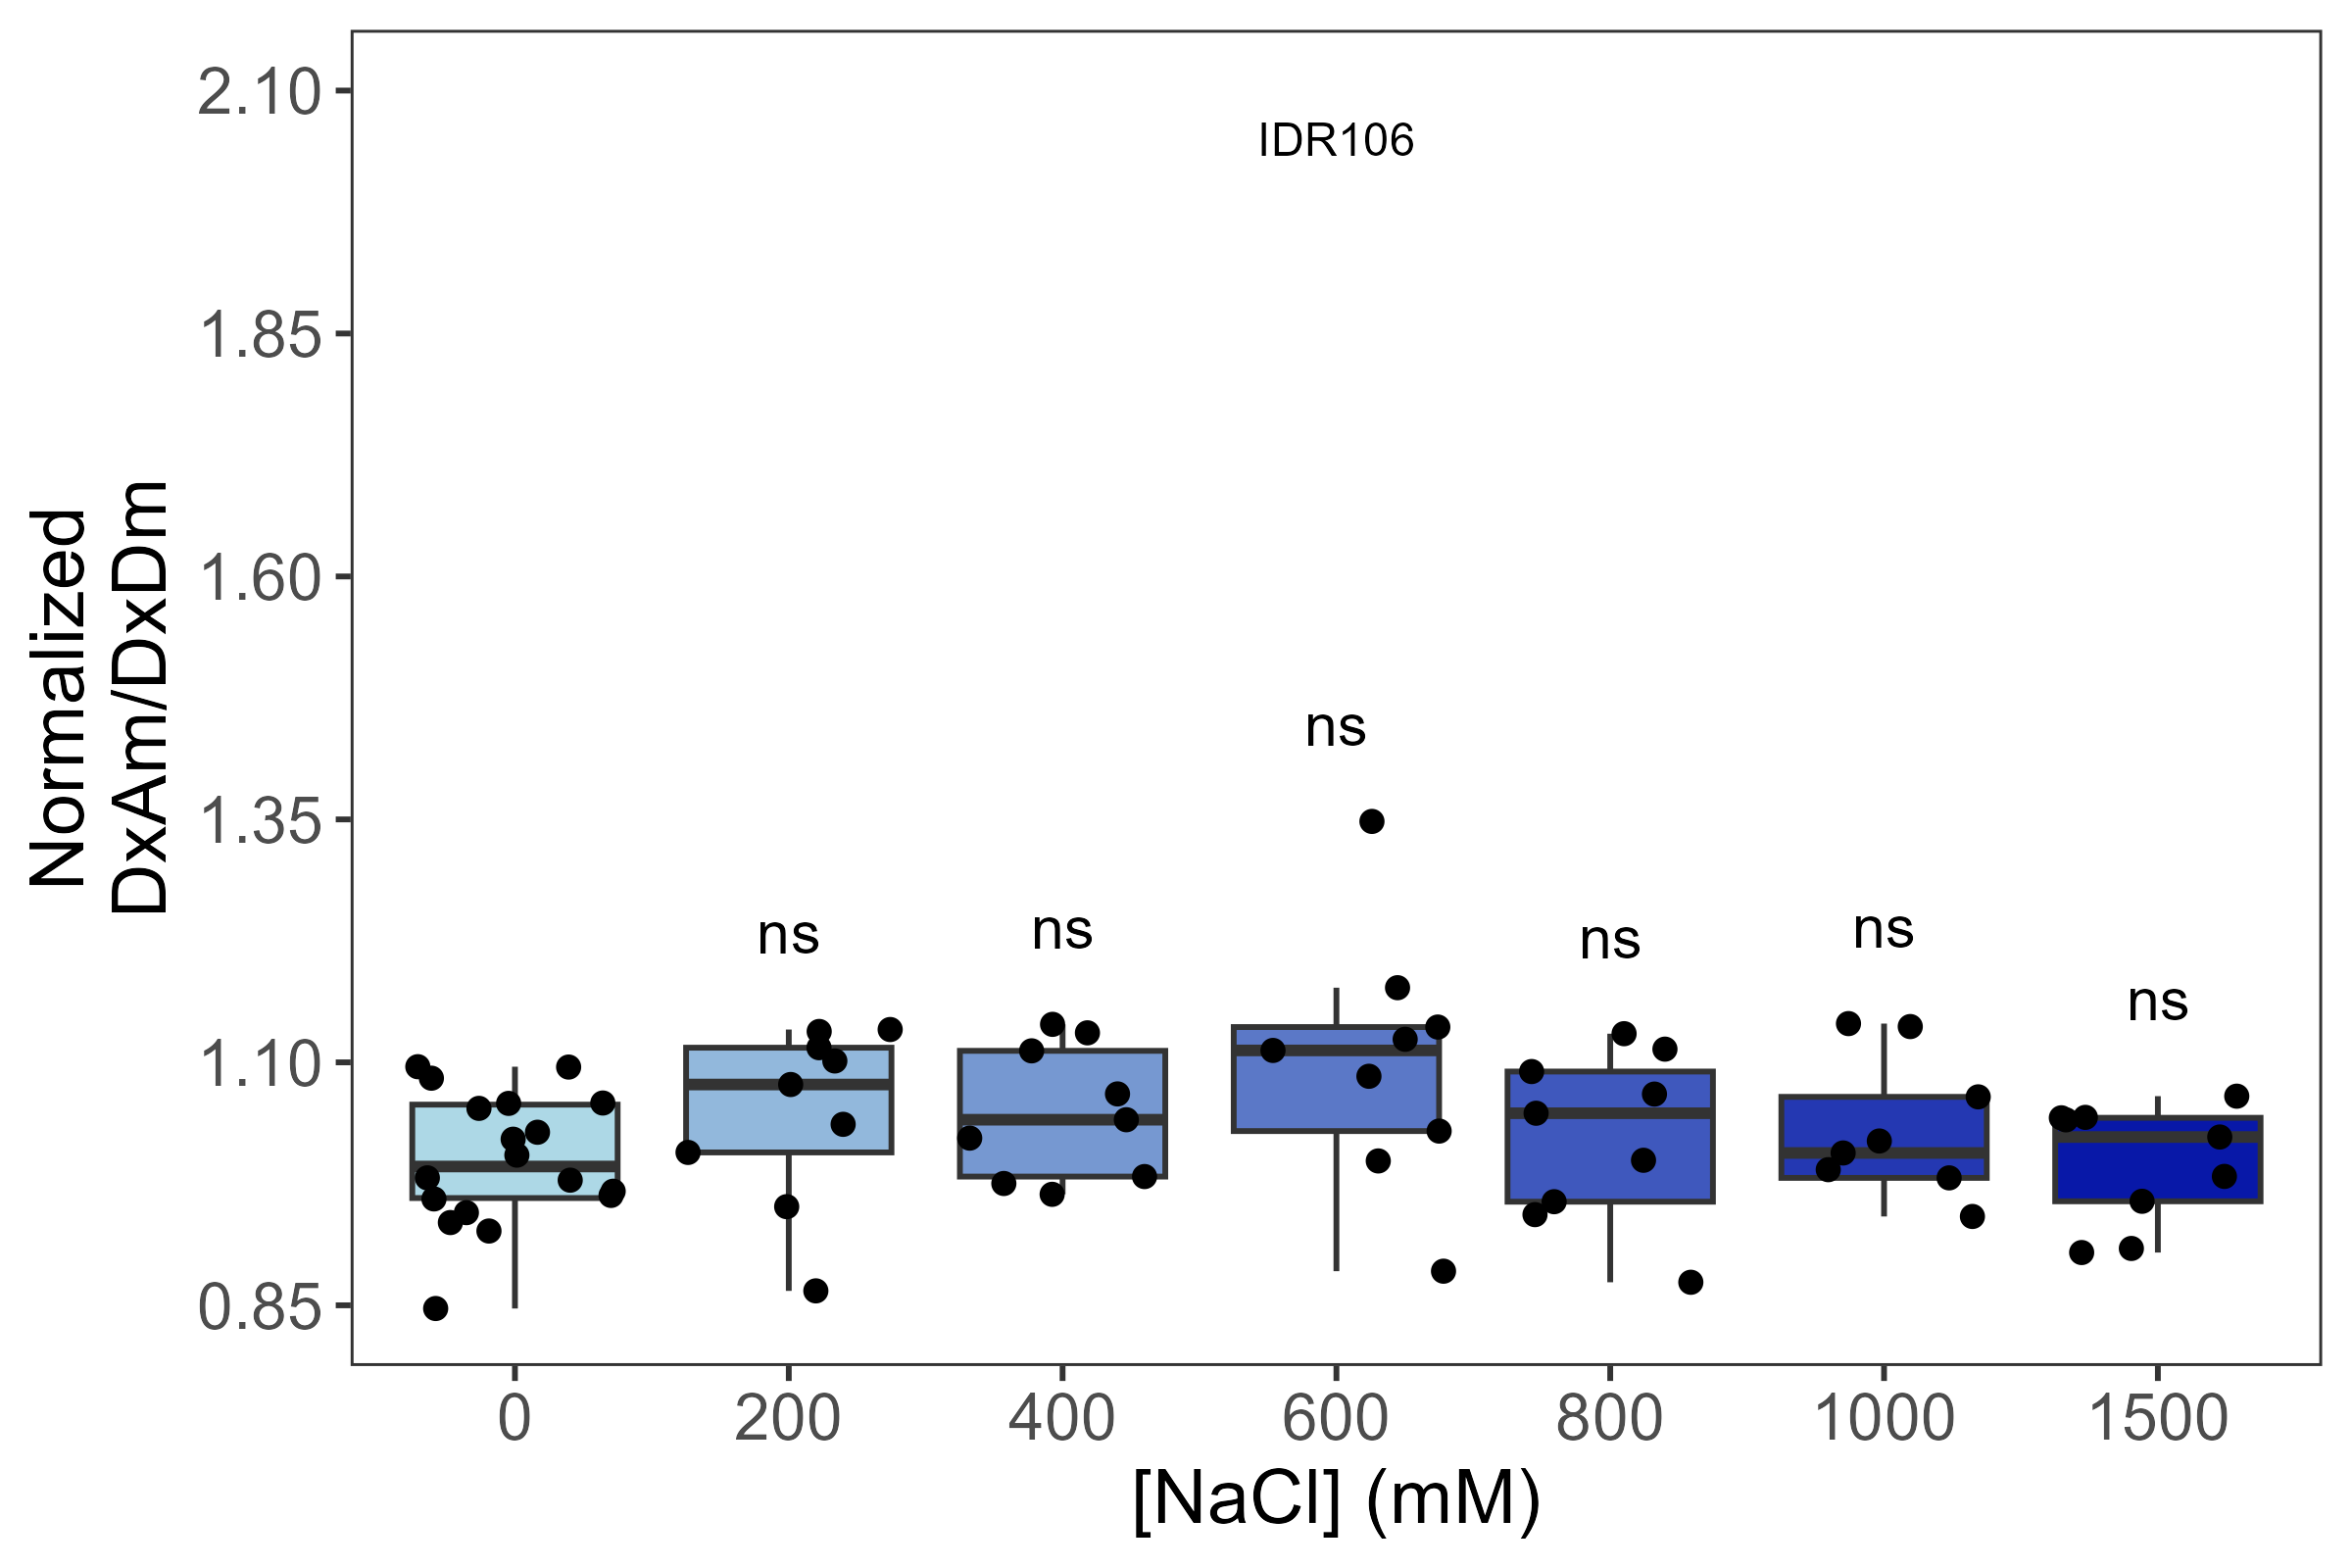 2.10
IDR106
1.85
1.60
1.35
1.10
0.85
Normalized
DxAm/DxDm
ns
ns
ns
ns
ns
ns
0
200
400
600
800
1000
1500
[NaCl] (mM)